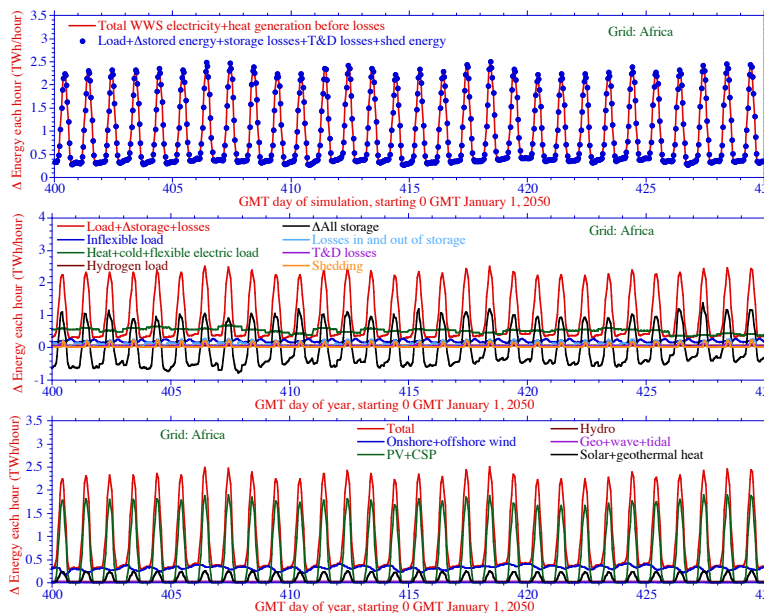 Total WWS electricity+heat generation before losses
Load+Δstored energy+storage losses+T&D losses+shed energy
Grid: Africa
Δ Energy each hour (TWh/hour)
3.5
3
2.5
2
1.5
1
0.5
0
400 405 410 415 420 425 430
GMT day of simulation, starting 0 GMT January 1, 2050
Load+Δstorage+losses
Inflexible load
Heat+cold+flexible electric load
Hydrogen load
ΔAll storage
Losses in and out of storage
T&D losses
Shedding
Grid: Africa
Δ Energy each hour (TWh/hour)
4
3
2
1
0
-1
400 405 410 415 420 425 430
GMT day of year, starting 0 GMT January 1, 2050
Grid: Africa
Total
Onshore+offshore wind
PV+CSP
Hydro
Geo+wave+tidal
Solar+geothermal heat
Δ Energy each hour (TWh/hour)
3.5
3
2.5
2
1.5
1
0.5
0
400 405 410 415 420 425 430
GMT day of year, starting 0 GMT January 1, 2050